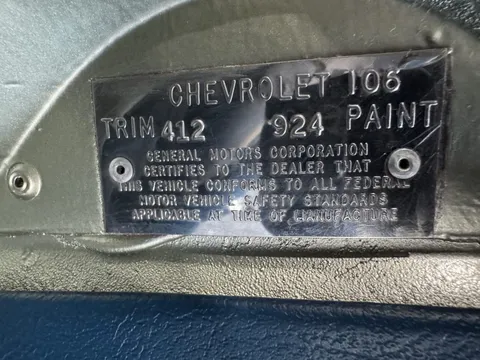 CHEVROLET 106
TRIM 412 924 PAINT
GENERAL MOTORS CORPORATION
CERTIFIES TO THE DEALER THAT
THIS VEHICLE CONFORMS TO ALL FEDERAL
MOTOR VEHICLE SAFETY STANDARDS
APPLICABLE AT TIME OF MANUFACTURE